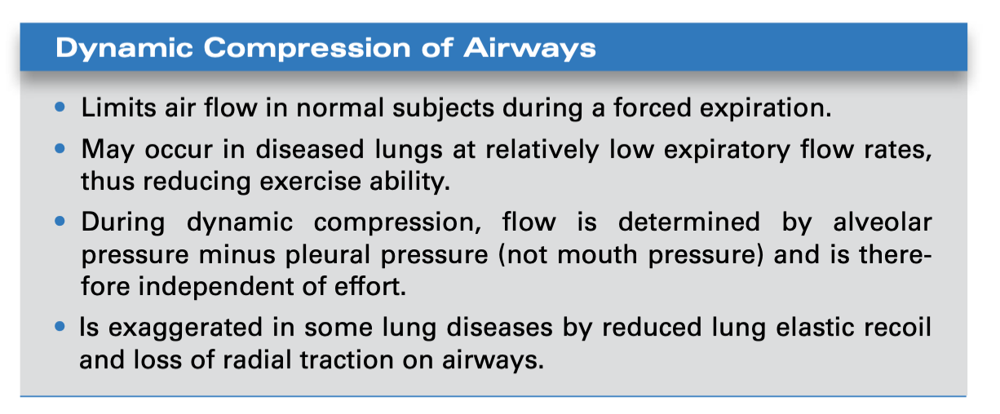 Dynamic Compression of Airways
• Limits air flow in normal subjects during a forced expiration.
• May occur in diseased lungs at relatively low expiratory flow rates,
thus reducing exercise ability.
• During dynamic compression, flow is determined by alveolar
pressure minus pleural pressure (not mouth pressure) and is there-
fore independent of effort.
• Is exaggerated in some lung diseases by reduced lung elastic recoil
and loss of radial traction on airways.